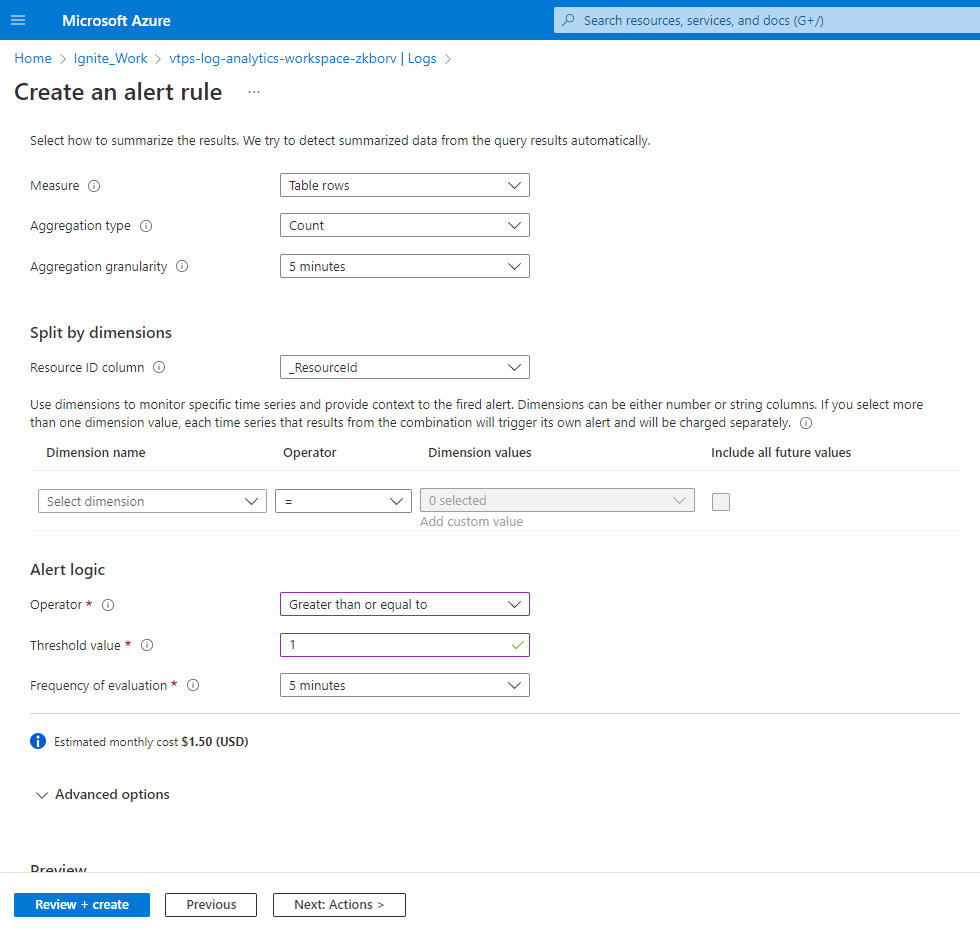 Microsoft Azure
Search resources, services, and docs (G+/)
Home > Ignite_Work > vtps-log-analytics-workspace-zkborv | Logs >
Create an alert rule ...
Select how to summarize the results. We try to detect summarized data from the query results automatically.
Measure Table rows
Aggregation type Count
Aggregation granularity 5 minutes
Split by dimensions
Resource ID column _ResourceId
Use dimensions to monitor specific time series and provide context to the fired alert. Dimensions can be either number or string columns. If you select more
than one dimension value, each time series that results from the combination will trigger its own alert and will be charged separately.
Dimension name Operator Dimension values Include all future values
Select dimension = 0 selected
Add custom value
Alert logic
Operator * Greater than or equal to
Threshold value * 1
Frequency of evaluation * 5 minutes
Estimated monthly cost $1.50 (USD)
Advanced options
Preview
Review + create Previous Next: Actions >